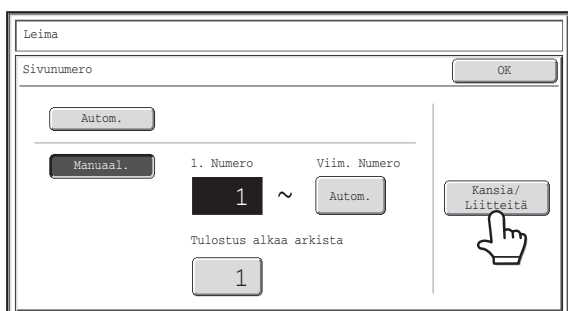 Leima
Sivunumero
OK
Autom.
Manuaal.
1. Numero
Viim. Numero
1
~
Autom.
Tulostus alkaa arkista
1
Kansia/
Liitteitä